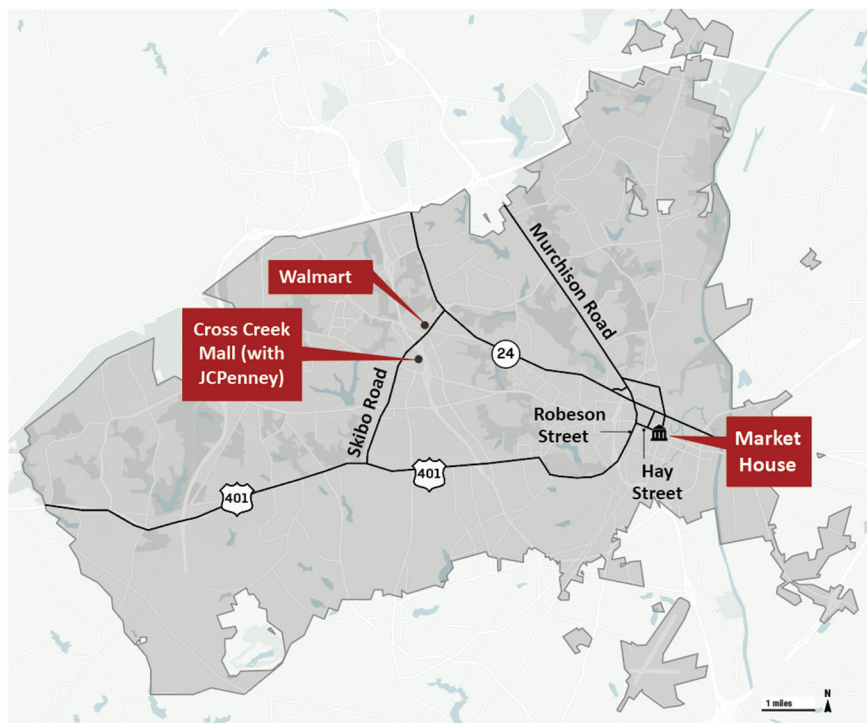 Murchison Road
Walmart
Cross Creek
Mall (with
JCPenney)
24
Skibo Road
Robeson
Street
Market
House
Hay
Street
401
401
1 miles
N